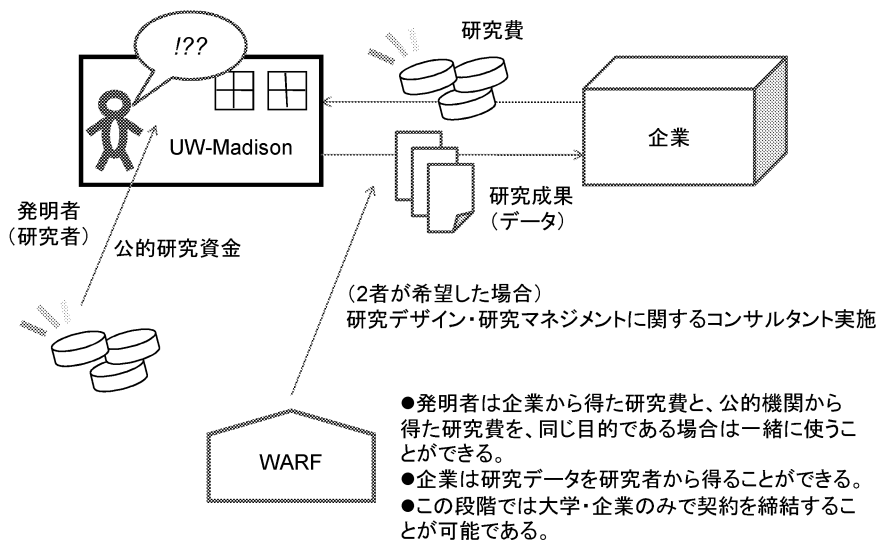 !??
研究費
UW-Madison
企業
発明者
（研究者）
研究成果
（データ）
公的研究資金
（2者が希望した場合）
研究デザイン・研究マネジメントに関するコンサルタント実施
WARF
●発明者は企業から得た研究費と、公的機関から
得た研究費を、同じ目的である場合は一緒に使うこ
とができる。
●企業は研究データを研究者から得ることができる。
●この段階では大学・企業のみで契約を締結するこ
とが可能である。